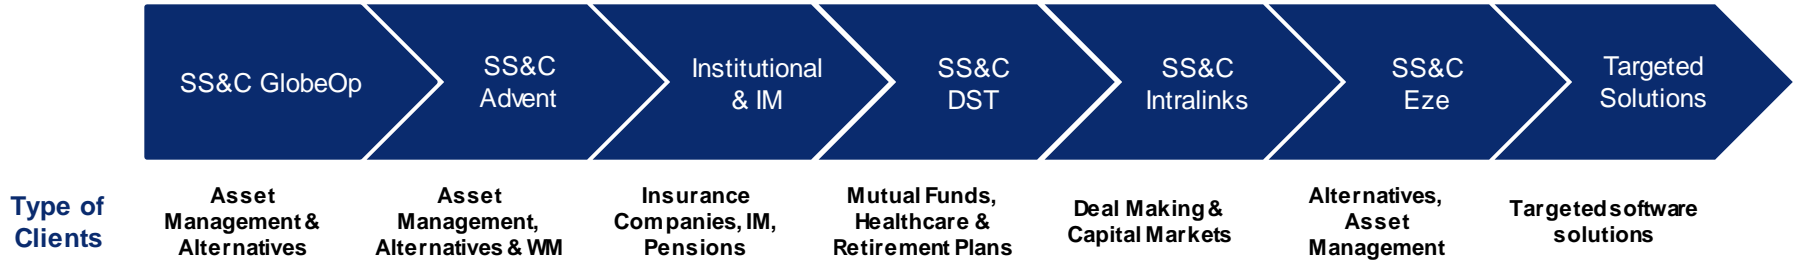 SS&C GlobeOp
SS&C
Advent
Institutional
& IM
SS&C
DST
SS&C
Intralinks
SS&C
Eze
Targeted
Solutions
Type of
Clients
Asset
Management &
Alternatives
Asset
Management,
Alternatives & WM
Insurance
Companies, IM,
Pensions
Mutual Funds,
Healthcare &
Retirement Plans
Deal Making &
Capital Markets
Alternatives,
Asset
Management
Targeted software
solutions